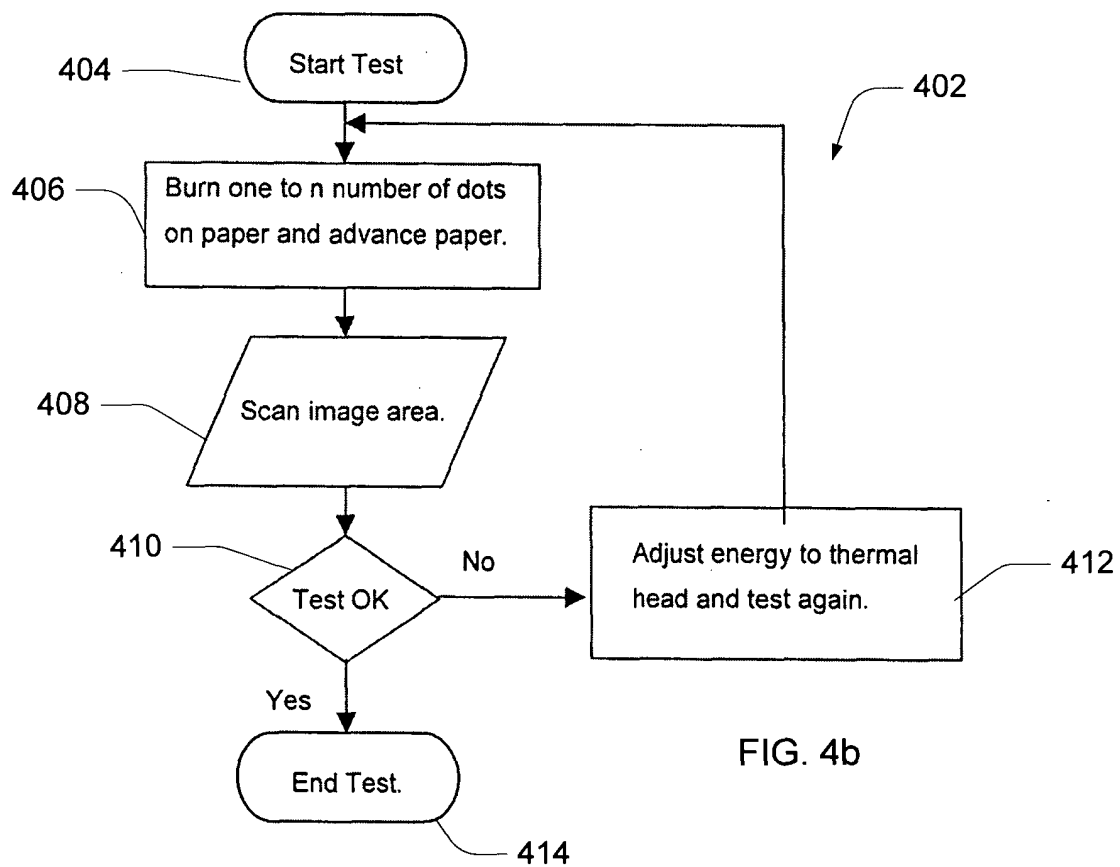 Start Test
404
402
406
Burn one to n number of dots
on paper and advance paper.
408
Scan image area.
410
Test OK
No
Adjust energy to thermal
head and test again.
412
Yes
End Test.
414
FIG. 4b